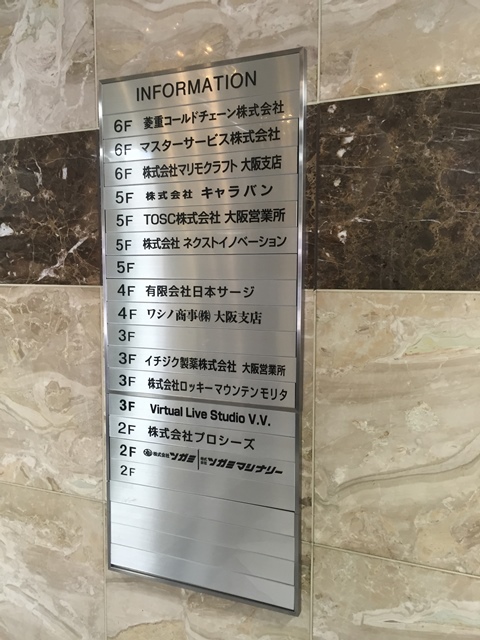 INFORMATION
6F 菱重コールドチェーン株式会社
6F マスターサービス株式会社
6F 株式会社マリモクラフト 大阪支店
5F 株式会社 キャラバン
5F TOSC株式会社 大阪営業所
5F 株式会社 ネクストイノベーション
5F
4F 有限会社日本サージ
4F ワシノ商事㈱ 大阪支店
3F
3F イチジク製薬株式会社 大阪営業所
3F 株式会社ロッキーマウンテンモリタ
3F Virtual Live Studio V.V.
2F 株式会社プロシーズ
2F 株式会社ツガミ 株式会社ツガミマシナリー
2F